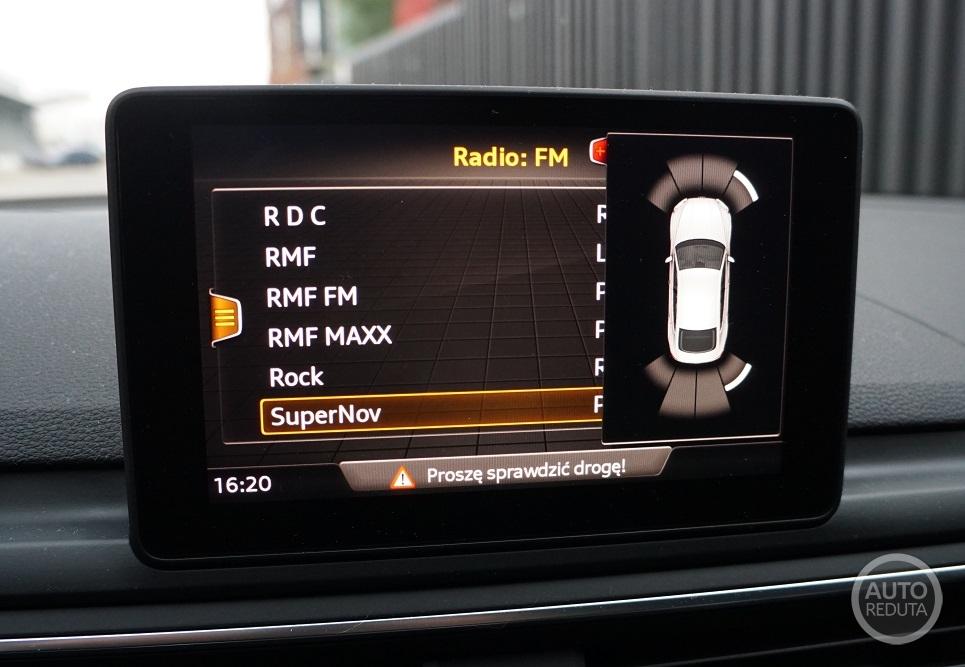 Radio: FM
R D C R
RMF L
RMF FM P
RMF MAXX P
Rock R
SuperNov P
16:20 Proszę sprawdzić drogę!
AUTO
REDUTA